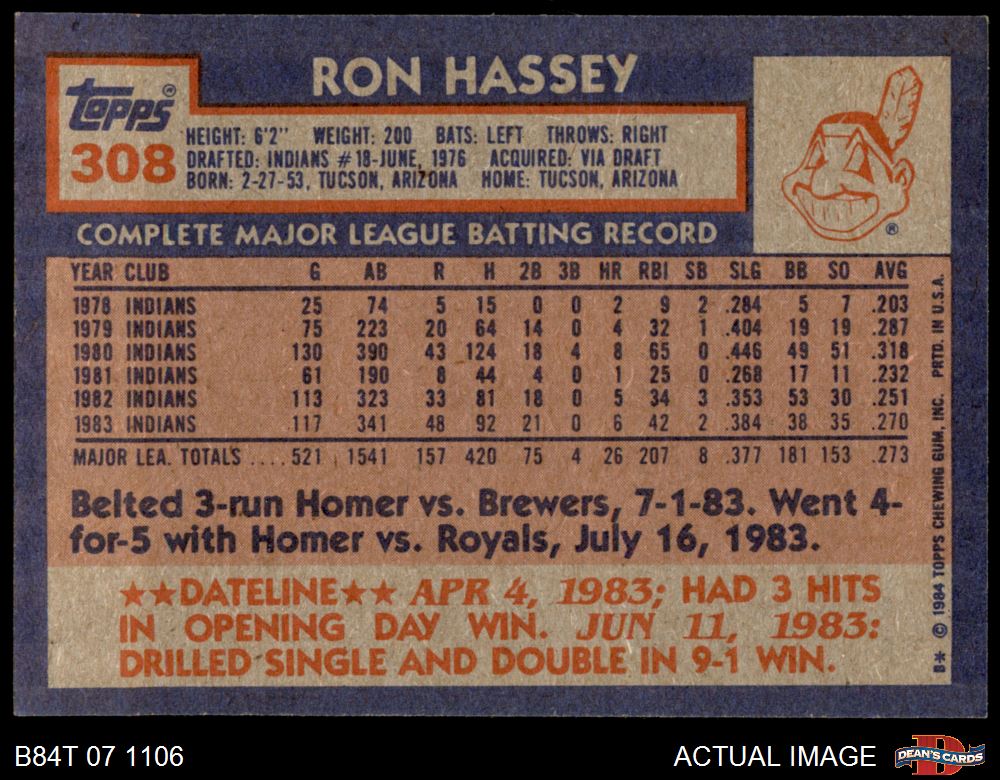 RON HASSEY
Topps®
308
HEIGHT: 6'2" WEIGHT: 200 BATS: LEFT THROWS: RIGHT
DRAFTED: INDIANS #18-JUNE, 1976 ACQUIRED: VIA DRAFT
BORN: 2-27-53, TUCSON, ARIZONA HOME: TUCSON, ARIZONA
®
COMPLETE MAJOR LEAGUE BATTING RECORD
YEAR CLUB G AB R H 2B 3B HR RBI SB SLG BB SO AVG
1978 INDIANS 25 74 5 15 0 0 2 9 2 .284 5 7 .203
1979 INDIANS 75 223 20 64 14 0 4 32 1 .404 19 19 .287
1980 INDIANS 130 390 43 124 18 4 8 65 0 .446 49 51 .318
1981 INDIANS 61 190 8 44 4 0 1 25 0 .268 17 11 .232
1982 INDIANS 113 323 33 81 18 0 5 34 3 .353 53 30 .251
1983 INDIANS 117 341 48 92 21 0 6 42 2 .384 38 35 .270
MAJOR LEA. TOTALS .... 521 1541 157 420 75 4 26 207 8 .377 181 153 .273
Belted 3-run Homer vs. Brewers, 7-1-83. Went 4-
for-5 with Homer vs. Royals, July 16, 1983.
★★DATELINE★★ APR 4, 1983; HAD 3 HITS
IN OPENING DAY WIN. JUN 11, 1983:
DRILLED SINGLE AND DOUBLE IN 9-1 WIN.
B* © 1984 TOPPS CHEWING GUM, INC. PRTD. IN U.S.A.
B84T 07 1106
ACTUAL IMAGE
DEAN'S CARDS